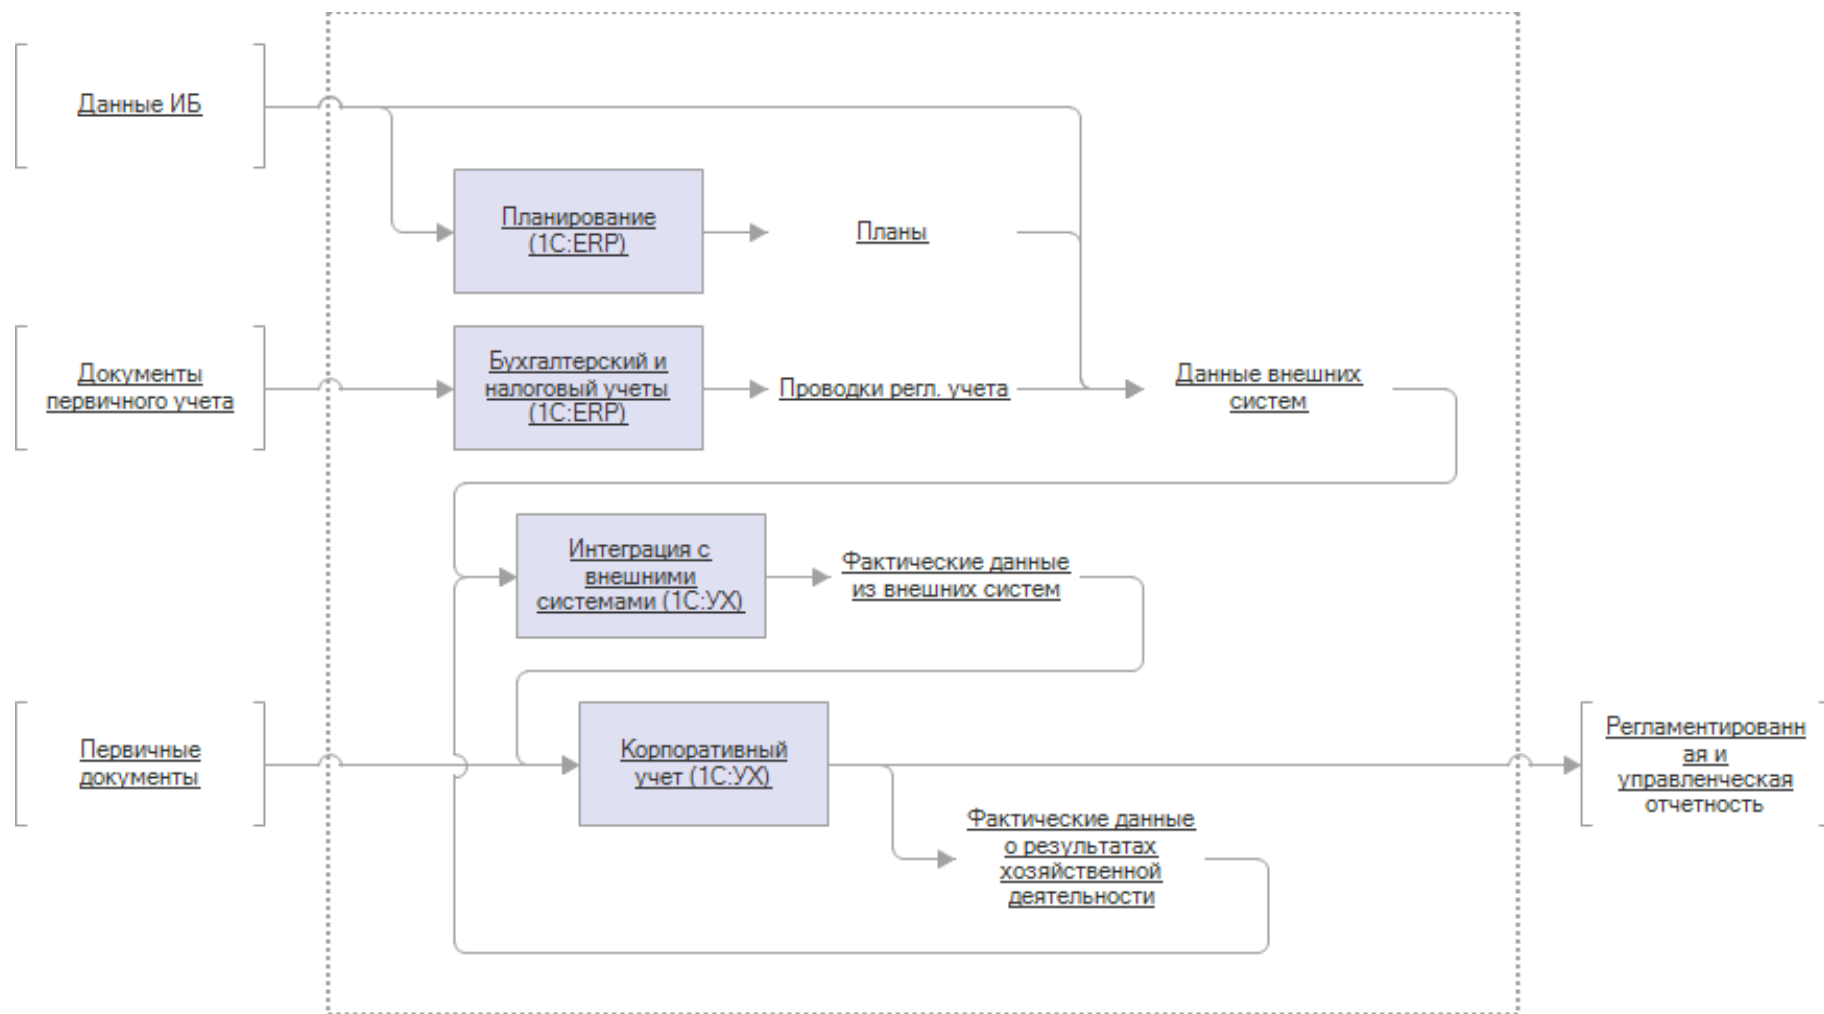 Данные ИБ
Планирование
(1С:ERP)
Планы
Документы
первичного учета
Бухгалтерский и
налоговый учеты
(1С:ERP)
Проводки регл. учета
Данные внешних
систем
Интеграция с
внешними
системами (1С:УХ)
Фактические данные
из внешних систем
Первичные
документы
Корпоративный
учет (1С:УХ)
Регламентированн
ая и
управленческая
отчетность
Фактические данные
о результатах
хозяйственной
деятельности